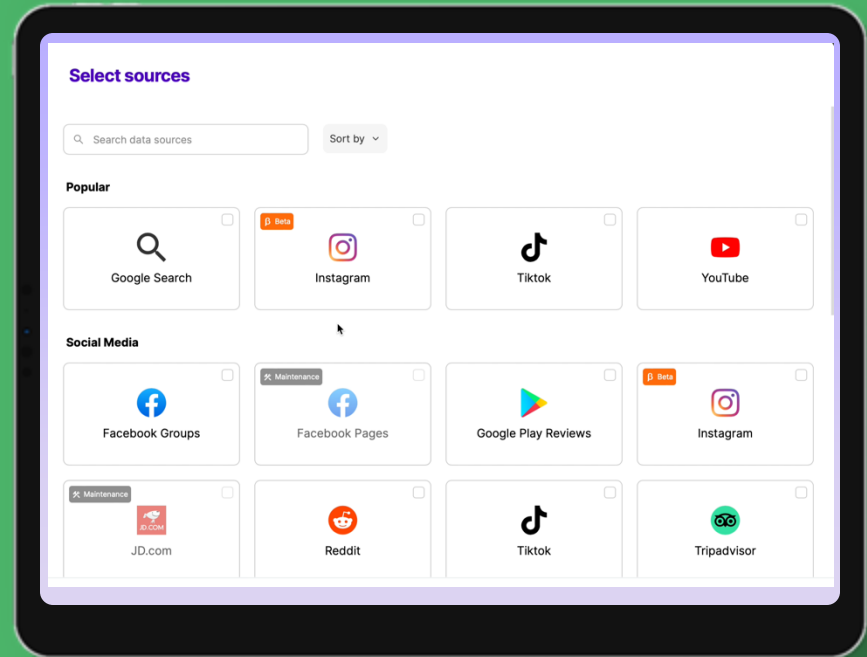 Select sources
Search data sources
Sort by
Popular
β Beta
Google Search
Instagram
Tiktok
YouTube
Social Media
Maintenance
β Beta
Facebook Groups
Facebook Pages
Google Play Reviews
Instagram
Maintenance
JD.COM
JD.com
Reddit
Tiktok
Tripadvisor